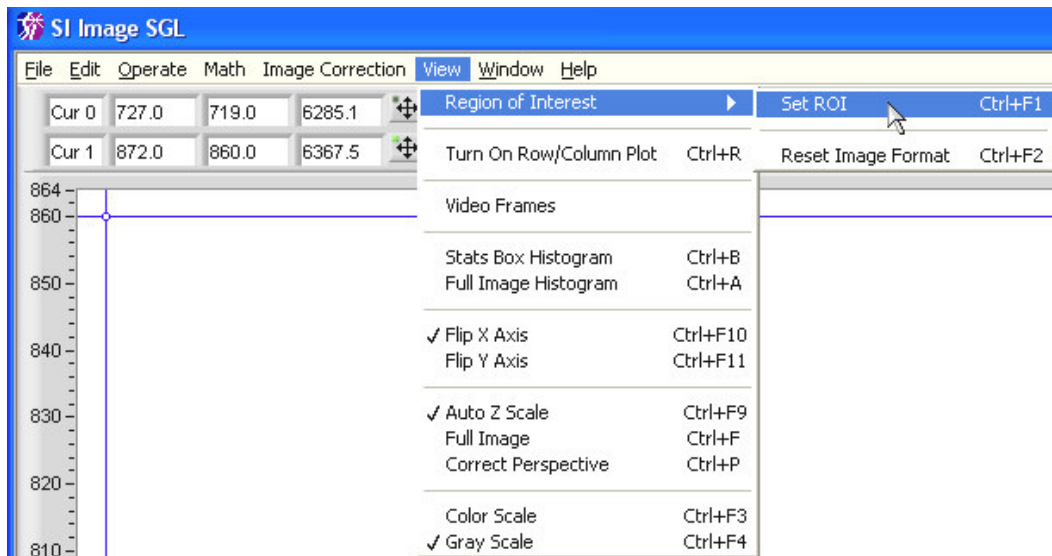 SI Image SGL
File Edit Operate Math Image Correction View Window Help
Cur 0 727.0 719.0 6285.1
Cur 1 872.0 860.0 6367.5
Region of Interest
Set ROI Ctrl+F1
Reset Image Format Ctrl+F2
Turn On Row/Column Plot Ctrl+R
Video Frames
Stats Box Histogram Ctrl+B
Full Image Histogram Ctrl+A
✓ Flip X Axis Ctrl+F10
Flip Y Axis Ctrl+F11
✓ Auto Z Scale Ctrl+F9
Full Image Ctrl+F
Correct Perspective Ctrl+P
Color Scale Ctrl+F3
✓ Gray Scale Ctrl+F4
864
860
850
840
830
820
810